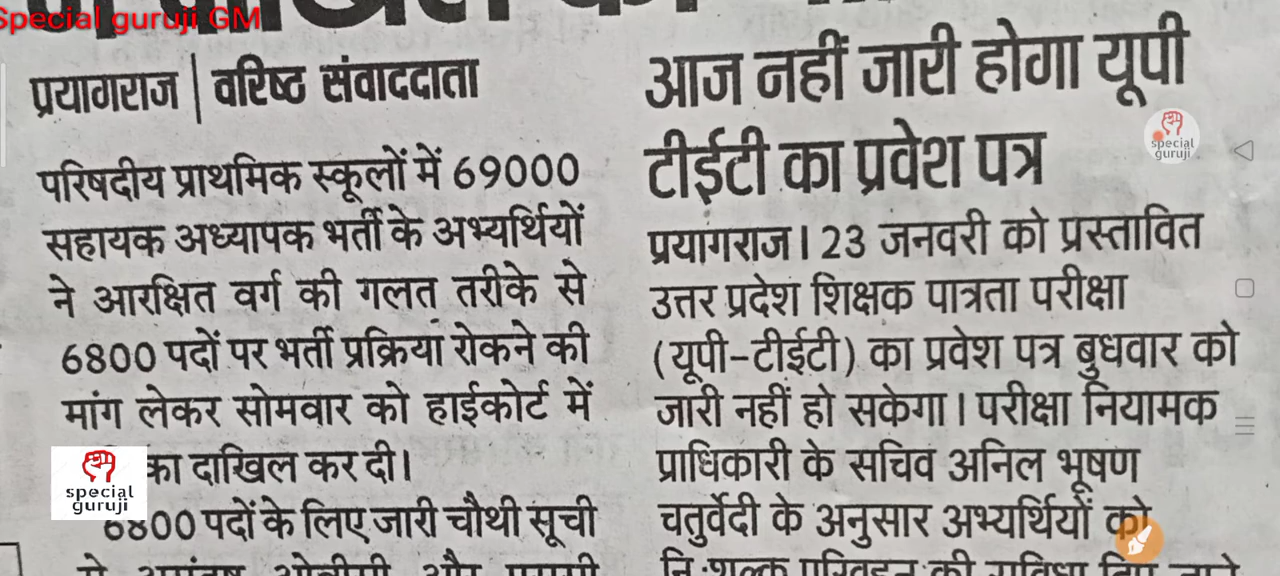 Special guruji GM
प्रयागराज | वरिष्ठ संवाददाता
परिषदीय प्राथमिक स्कूलों में 69000
सहायक अध्यापक भर्ती के अभ्यर्थियों
ने आरक्षित वर्ग की गलत तरीके से
6800 पदों पर भर्ती प्रक्रिया रोकने की
मांग लेकर सोमवार को हाईकोर्ट में
का दाखिल कर दी।
6800 पदों के लिए जारी चौथी सूची
आज नहीं जारी होगा यूपी
टीईटी का प्रवेश पत्र
प्रयागराज। 23 जनवरी को प्रस्तावित
उत्तर प्रदेश शिक्षक पात्रता परीक्षा
(यूपी-टीईटी) का प्रवेश पत्र बुधवार को
जारी नहीं हो सकेगा। परीक्षा नियामक
प्राधिकारी के सचिव अनिल भूषण
चतुर्वेदी के अनुसार अभ्यर्थियों को
special
guruji
special
guruji